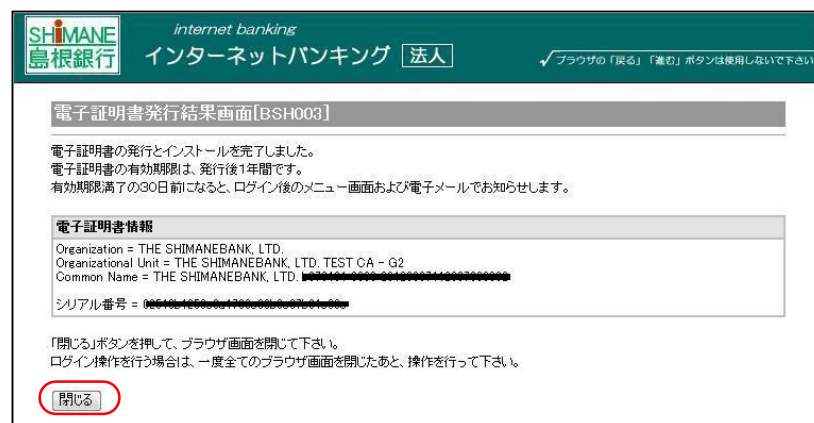 SHiMANE
島根銀行
internet banking
インターネットバンキング 法人
√ブラウザの「戻る」「進む」ボタンは使用しないで下さい
電子証明書発行結果画面[BSH003]
電子証明書の発行とインストールを完了しました。
電子証明書の有効期限は、発行後1年間です。
有効期限満了の30日前になると、ログイン後のメニュー画面および電子メールでお知らせします。
電子証明書情報
Organization = THE SHIMANEBANK, LTD.
Organizational Unit = THE SHIMANEBANK, LTD. TEST CA - G2
Common Name = THE SHIMANEBANK, LTD.
シリアル番号 =
「閉じる」ボタンを押して、ブラウザ画面を閉じて下さい。
ログイン操作を行う場合は、一度全てのブラウザ画面を閉じたあと、操作を行って下さい。
閉じる